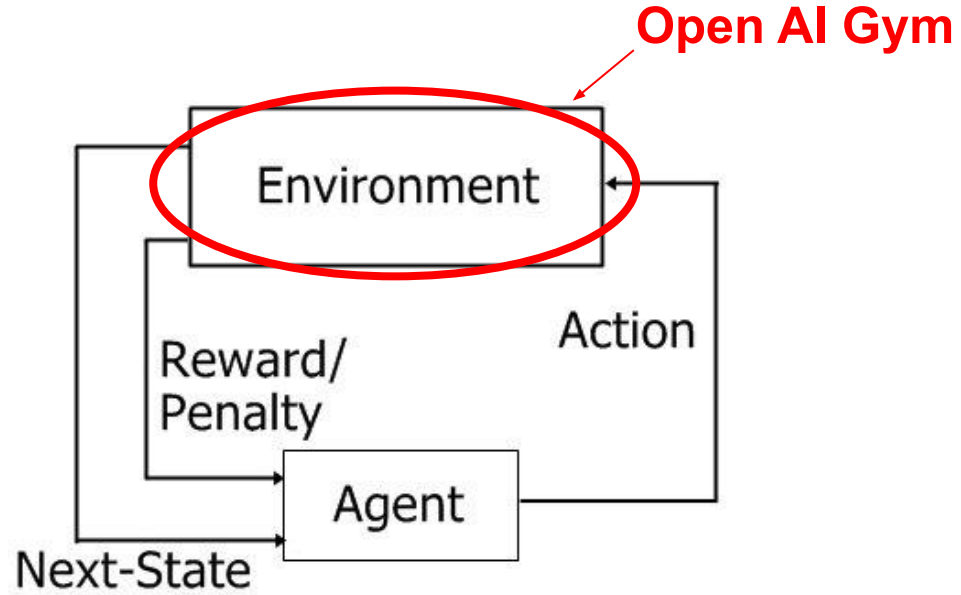 Open AI Gym
Environment
Action
Reward/
Penalty
Agent
Next-State